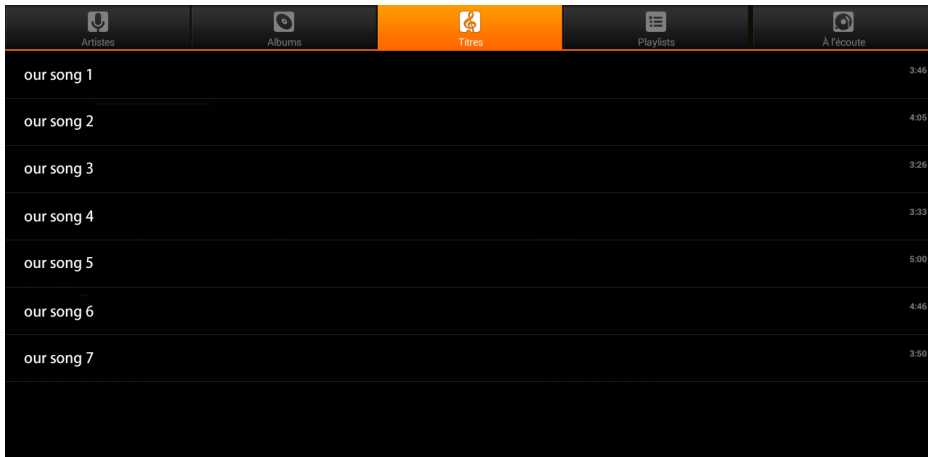 Artistes Albums Titres Playlists À l'écoute
our song 1 3:46
our song 2 4:05
our song 3 3:26
our song 4 3:33
our song 5 5:00
our song 6 4:46
our song 7 3:50